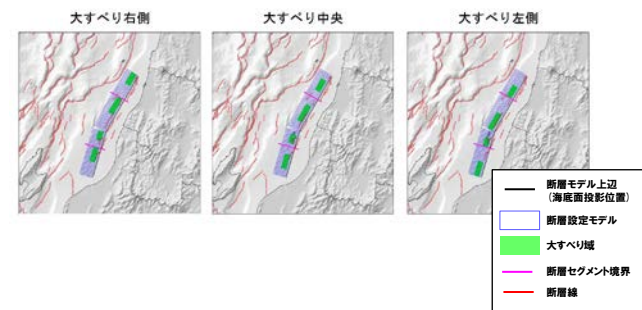 大すべり右側
大すべり中央
大すべり左側
断層モデル上辺
(海底面投影位置)
断層設定モデル
大すべり域
断層セグメント境界
断層線